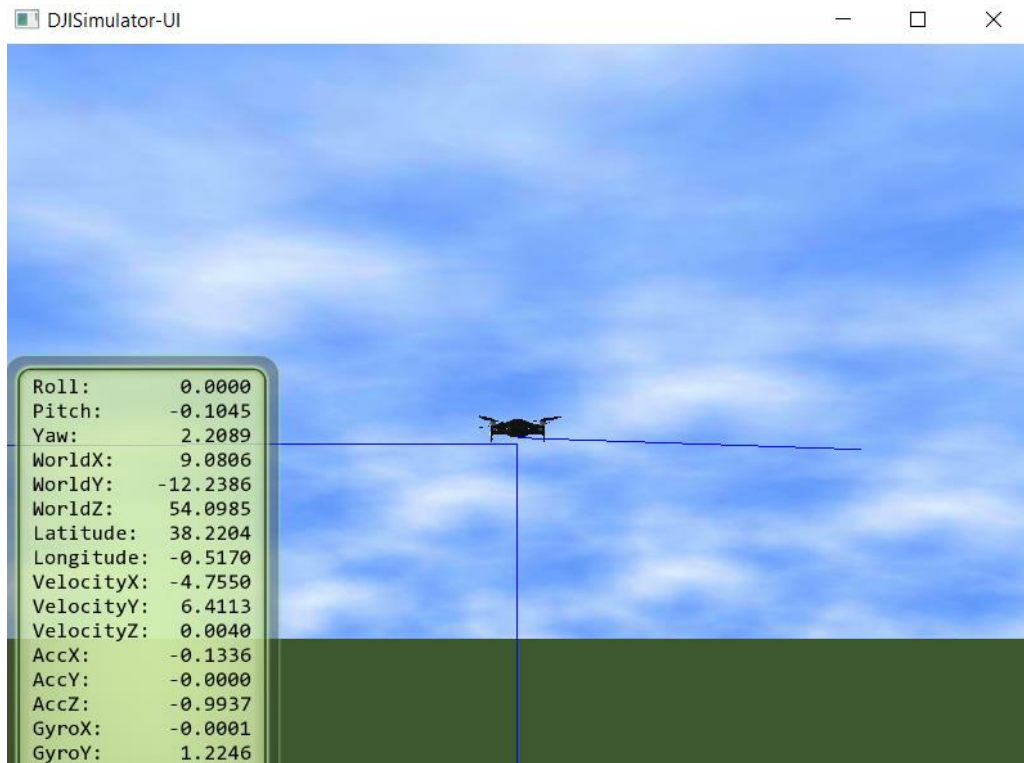 DJISimulator-UI
Roll: 0.0000
Pitch: -0.1045
Yaw: 2.2089
WorldX: 9.0806
WorldY: -12.2386
WorldZ: 54.0985
Latitude: 38.2204
Longitude: -0.5170
VelocityX: -4.7550
VelocityY: 6.4113
VelocityZ: 0.0040
AccX: -0.1336
AccY: -0.0000
AccZ: -0.9937
GyroX: -0.0001
GyroY: 1.2246